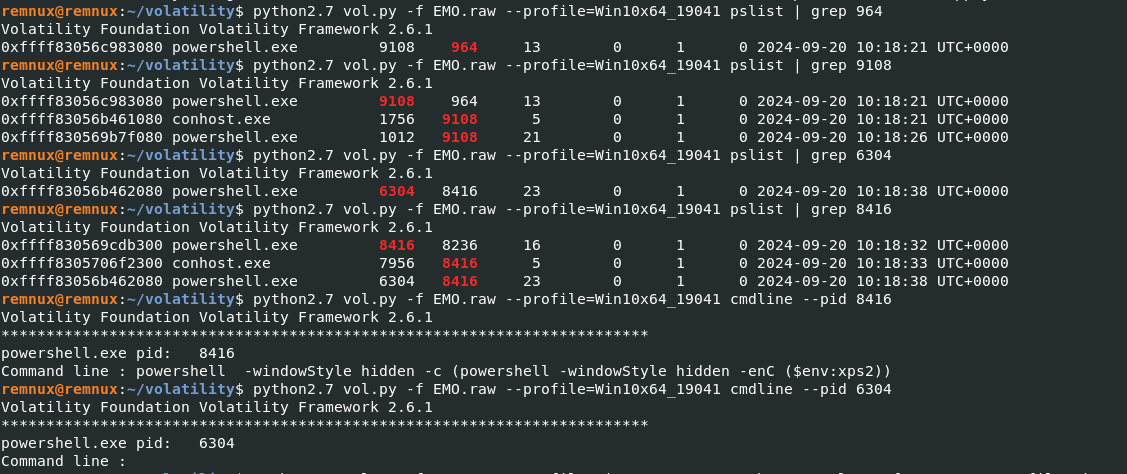 remnux@remnux:~/volatility$ python2.7 vol.py -f EMO.raw --profile=Win10x64_19041 pslist | grep 964
Volatility Foundation Volatility Framework 2.6.1
0xffff83056c983080 powershell.exe 9108 964 13 0 1 0 2024-09-20 10:18:21 UTC+0000
remnux@remnux:~/volatility$ python2.7 vol.py -f EMO.raw --profile=Win10x64_19041 pslist | grep 9108
Volatility Foundation Volatility Framework 2.6.1
0xffff83056c983080 powershell.exe 9108 964 13 0 1 0 2024-09-20 10:18:21 UTC+0000
0xffff83056b461080 conhost.exe 1756 9108 5 0 1 0 2024-09-20 10:18:21 UTC+0000
0xffff830569b7f080 powershell.exe 1012 9108 21 0 1 0 2024-09-20 10:18:26 UTC+0000
remnux@remnux:~/volatility$ python2.7 vol.py -f EMO.raw --profile=Win10x64_19041 pslist | grep 6304
Volatility Foundation Volatility Framework 2.6.1
0xffff83056b462080 powershell.exe 6304 8416 23 0 1 0 2024-09-20 10:18:38 UTC+0000
remnux@remnux:~/volatility$ python2.7 vol.py -f EMO.raw --profile=Win10x64_19041 pslist | grep 8416
Volatility Foundation Volatility Framework 2.6.1
0xffff830569cdb300 powershell.exe 8416 8236 16 0 1 0 2024-09-20 10:18:32 UTC+0000
0xffff8305706f2300 conhost.exe 7956 8416 5 0 1 0 2024-09-20 10:18:33 UTC+0000
0xffff83056b462080 powershell.exe 6304 8416 23 0 1 0 2024-09-20 10:18:38 UTC+0000
remnux@remnux:~/volatility$ python2.7 vol.py -f EMO.raw --profile=Win10x64_19041 cmdline --pid 8416
Volatility Foundation Volatility Framework 2.6.1
************************************************************************
powershell.exe pid: 8416
Command line : powershell -windowStyle hidden -c (powershell -windowStyle hidden -enC ($env:xps2))
remnux@remnux:~/volatility$ python2.7 vol.py -f EMO.raw --profile=Win10x64_19041 cmdline --pid 6304
Volatility Foundation Volatility Framework 2.6.1
************************************************************************
powershell.exe pid: 6304
Command line :